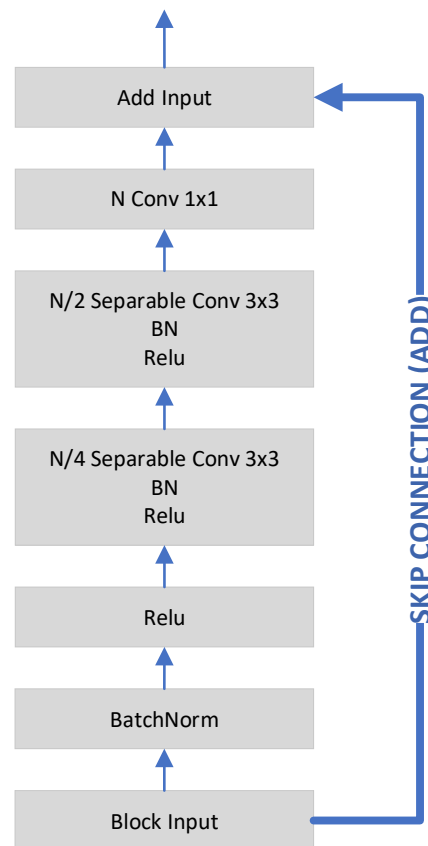 Add Input
N Conv 1x1
N/2 Separable Conv 3x3
BN
Relu
N/4 Separable Conv 3x3
BN
Relu
Relu
BatchNorm
Block Input
SKIP CONNECTION (ADD)